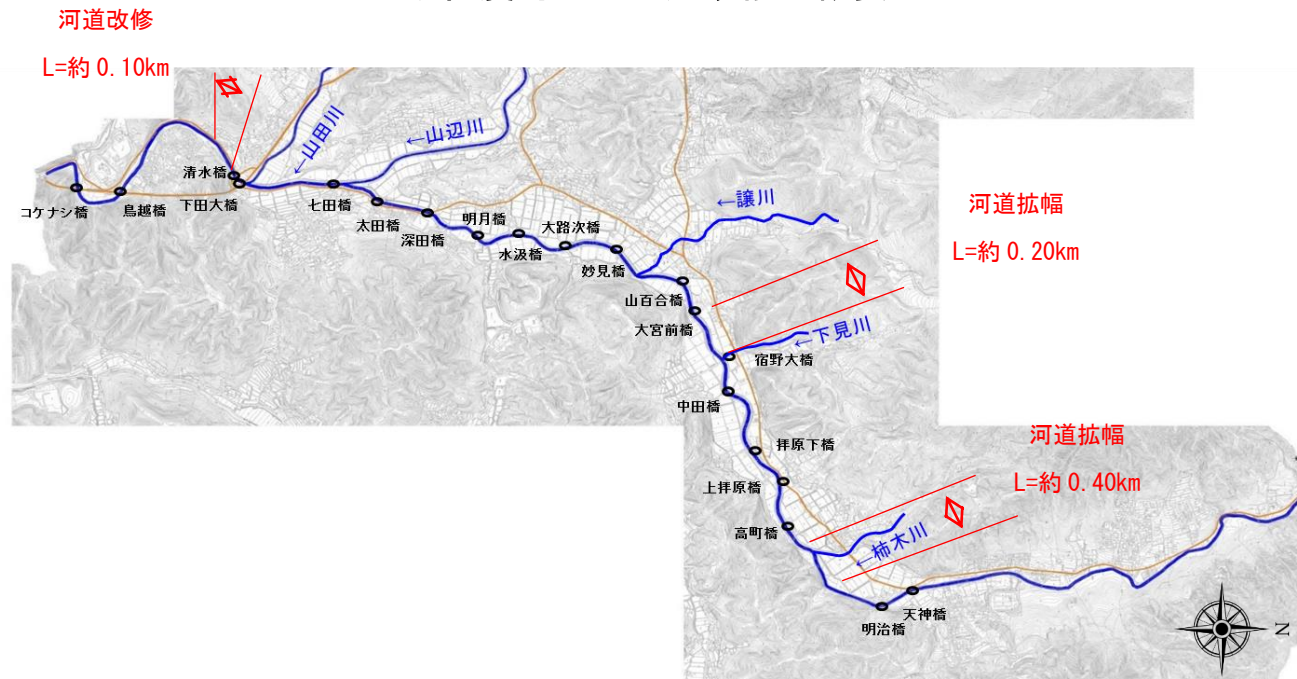 河道改修
L=約 0.10km
←山田川
←山辺川
清水橋
コケナシ橋
鳥越橋
下田大橋
七田橋
太田橋
深田橋
明月橋
水汲橋
大路次橋
妙見橋
←譲川
河道拡幅
L=約 0.20km
山百合橋
大宮前橋
←下見川
宿野大橋
中田橋
拝原下橋
上拝原橋
河道拡幅
L=約 0.40km
高町橋
←柿木川
天神橋
明治橋
N